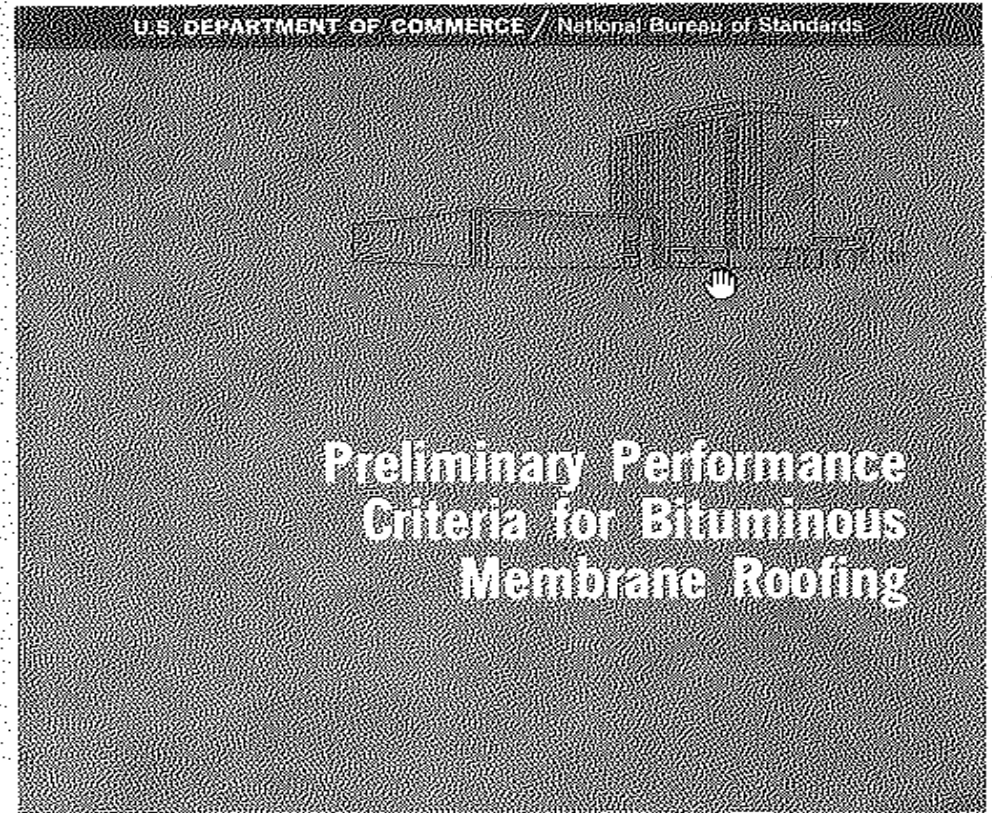 U.S. DEPARTMENT OF COMMERCE / National Bureau of Standards
Preliminary Performance
Criteria for Bituminous
Membrane Roofing